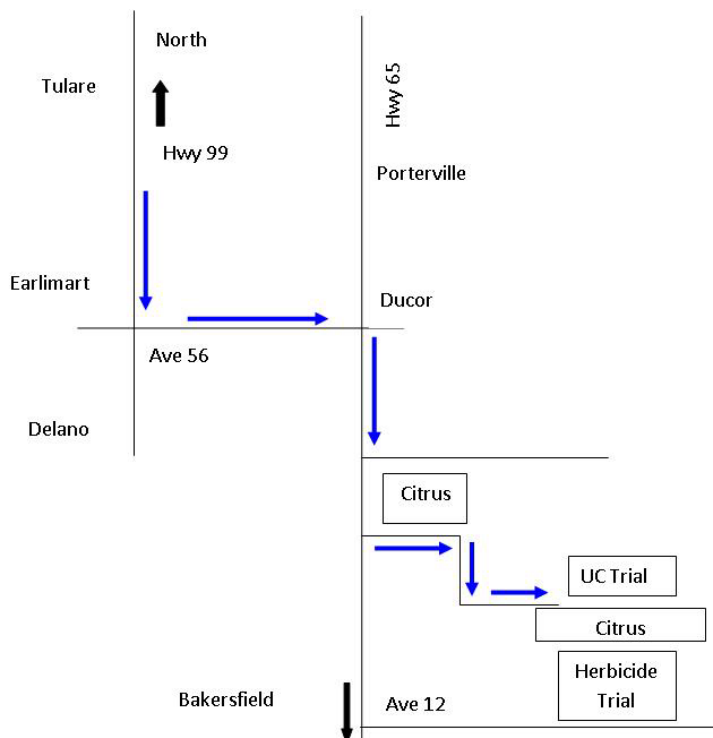 North
Tulare
Hwy 65
Hwy 99
Porterville
Earlimart
Ducor
Ave 56
Delano
Citrus
UC Trial
Citrus
Herbicide
Trial
Bakersfield
Ave 12